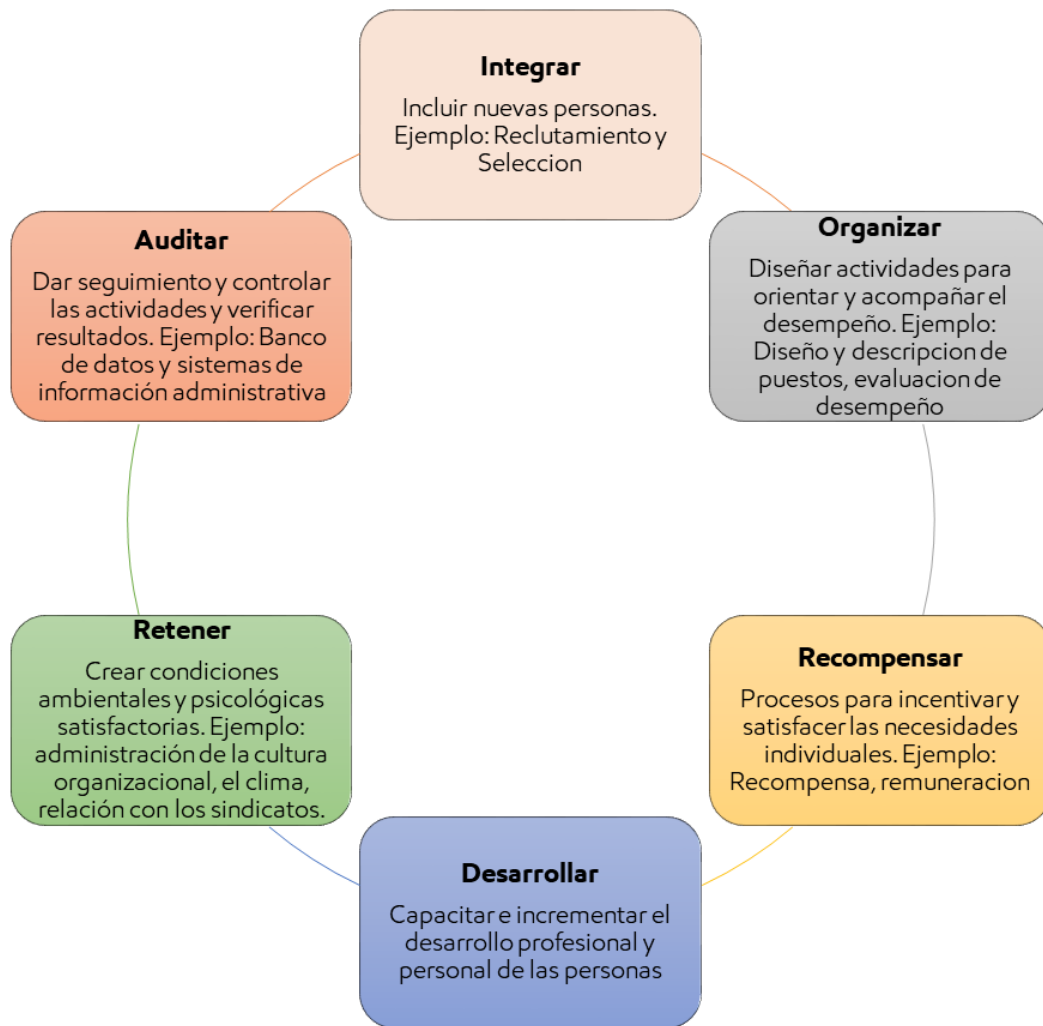 Integrar
Incluir nuevas personas.
Ejemplo: Reclutamiento y
Seleccion
Organizar
Diseñar actividades para
orientar y acompañar el
desempeño. Ejemplo:
Diseño y descripcion de
puestos, evaluacion de
desempeño
Recompensar
Procesos para incentivar y
satisfacer las necesidades
individuales. Ejemplo:
Recompensa, remuneracion
Desarrollar
Capacitar e incrementar el
desarrollo profesional y
personal de las personas
Retener
Crear condiciones
ambientales y psicológicas
satisfactorias. Ejemplo:
administración de la cultura
organizacional, el clima,
relación con los sindicatos.
Auditar
Dar seguimiento y controlar
las actividades y verificar
resultados. Ejemplo: Banco
de datos y sistemas de
información administrativa